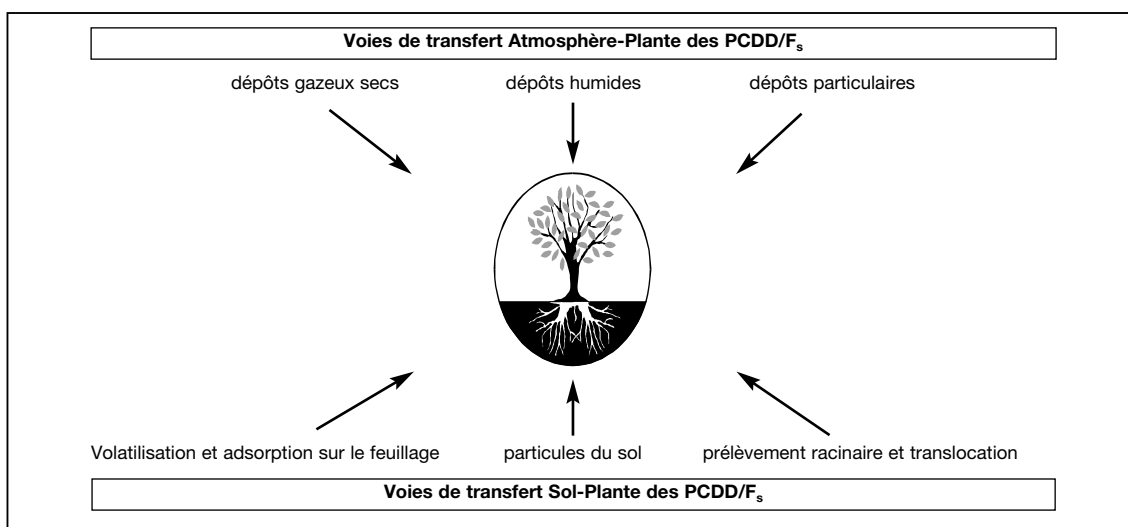 Voies de transfert Atmosphère-Plante des PCDD/Fs
dépôts gazeux secs dépôts humides dépôts particulaires
Volatilisation et adsorption sur le feuillage particules du sol prélèvement racinaire et translocation
Voies de transfert Sol-Plante des PCDD/Fs